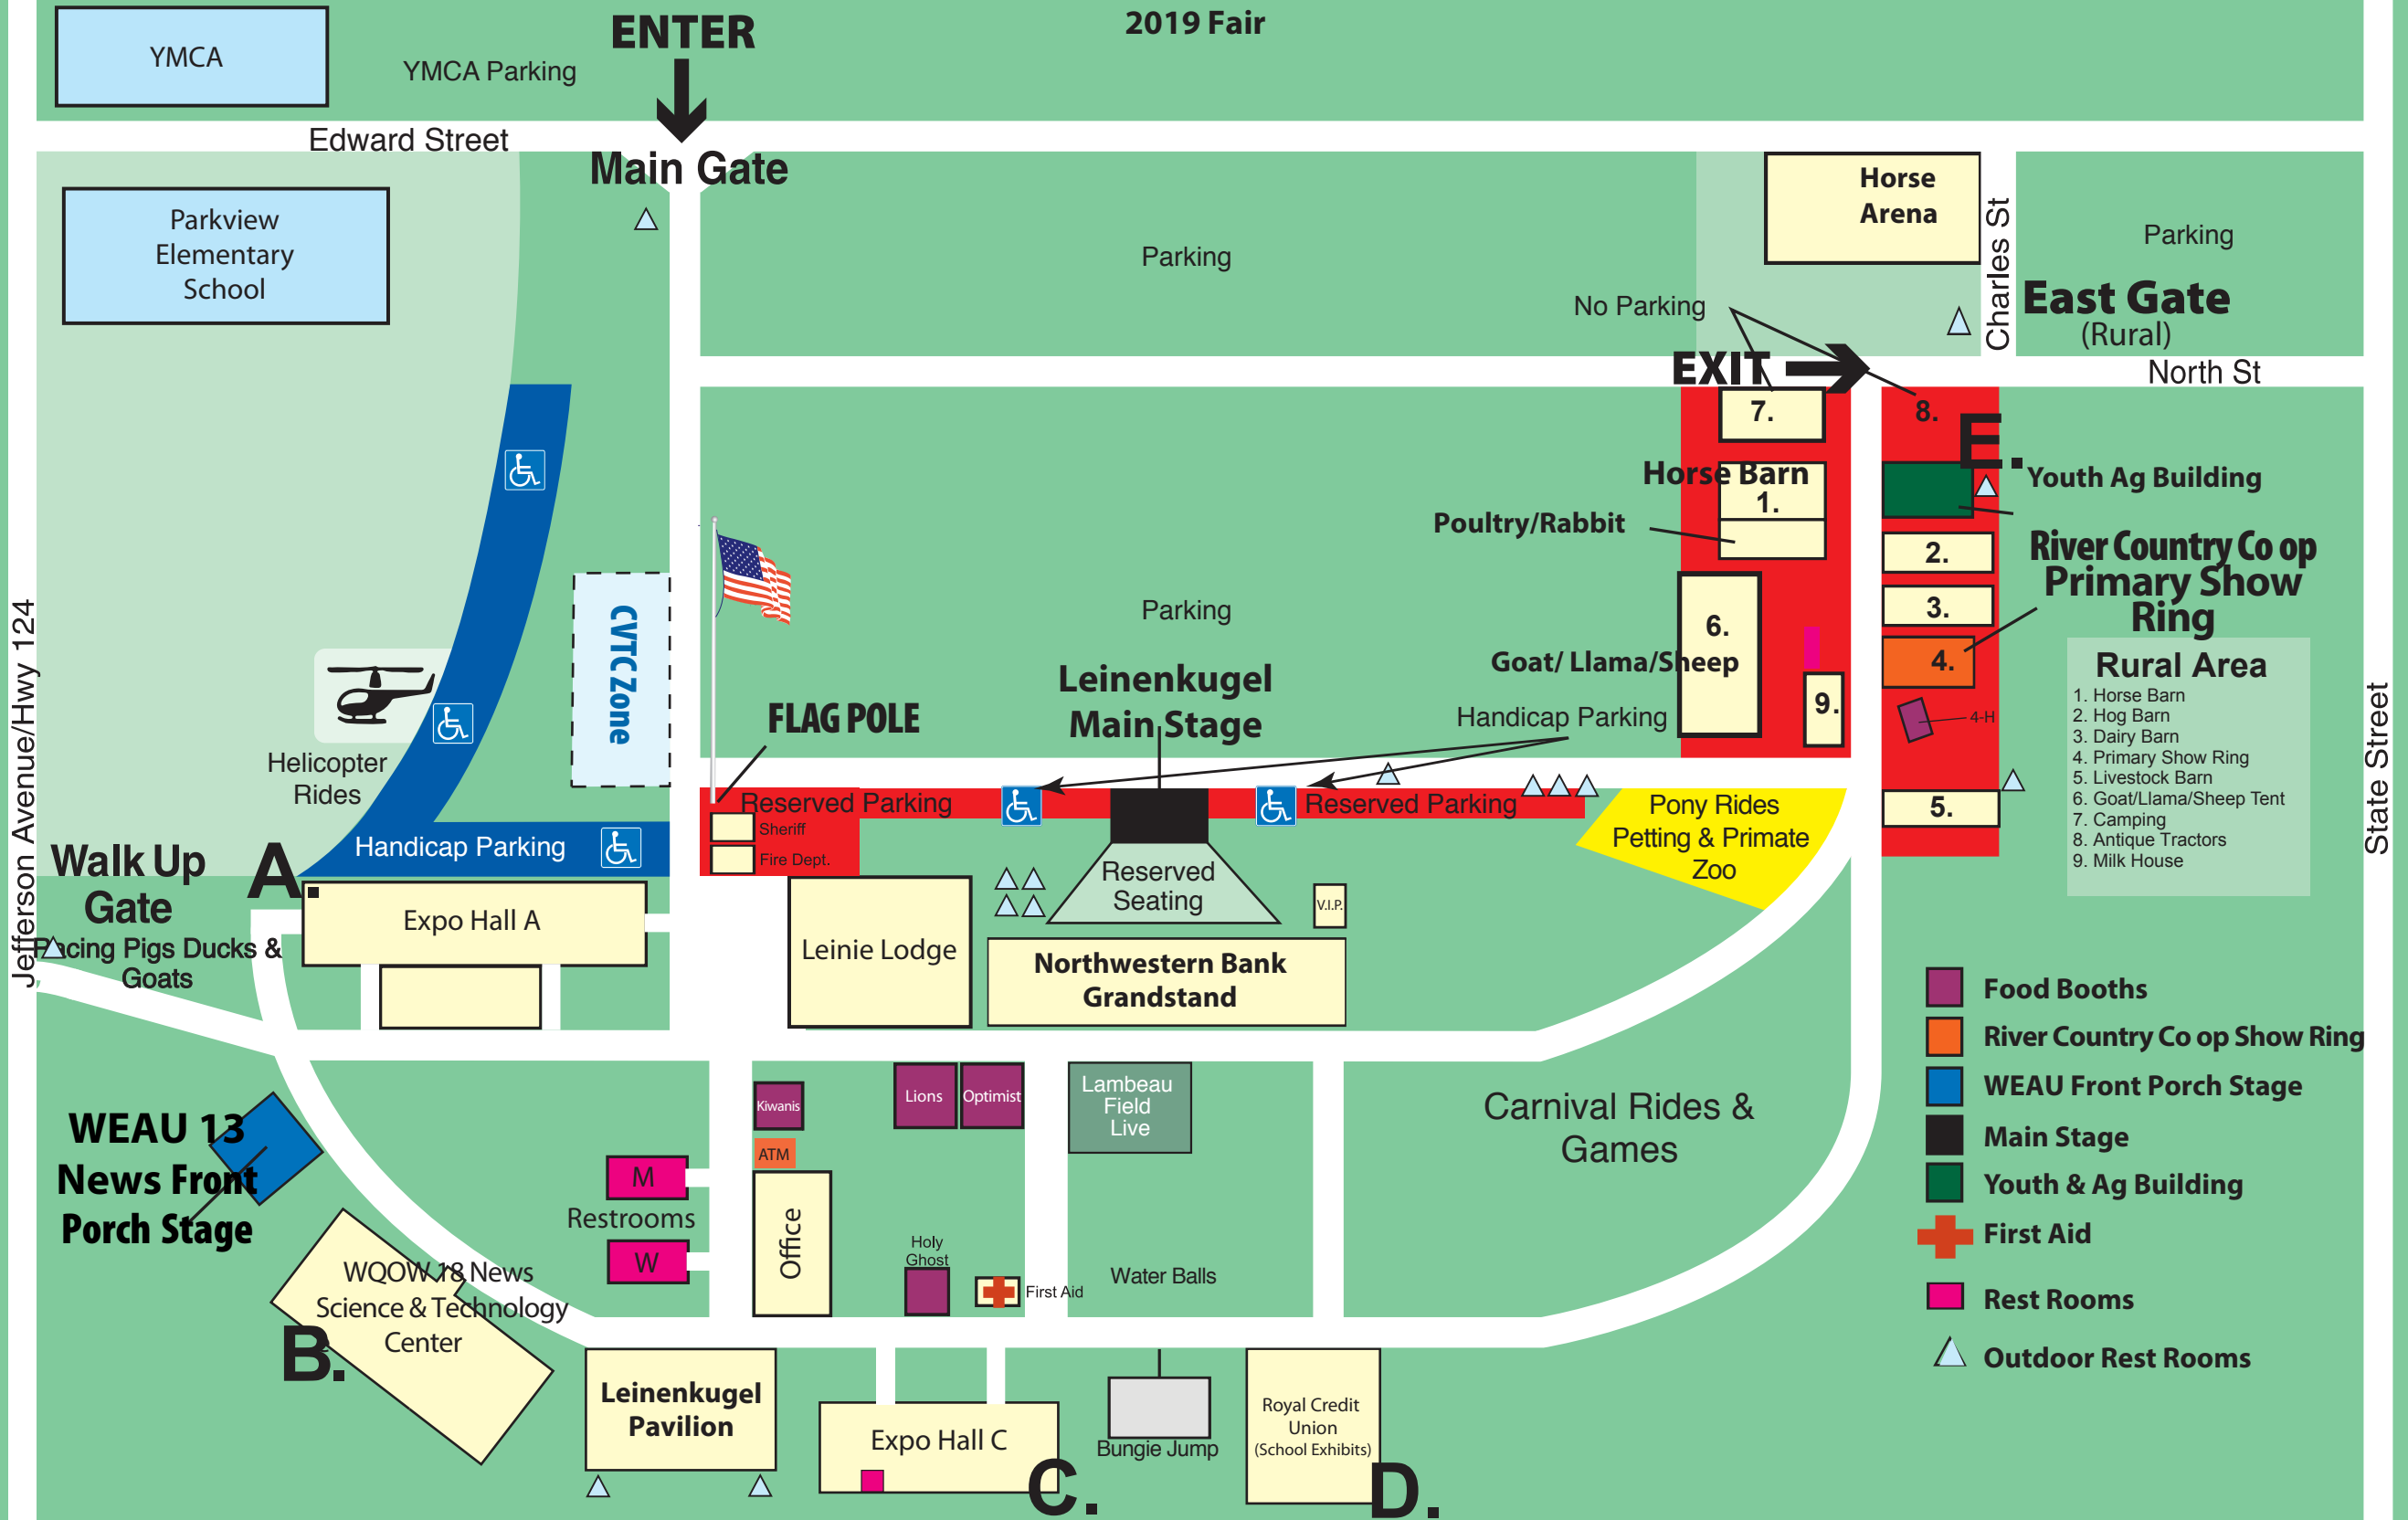 2019 Fair
ENTER
YMCA
YMCA Parking
Edward Street
Main Gate
Parkview
Elementary
School
Parking
Horse
Arena
Charles St
Parking
East Gate
(Rural)
No Parking
EXIT
North St
7.
8.
E.
Horse Barn
1.
Youth Ag Building
Poultry/Rabbit
2.
River Country Co op
Primary Show
Ring
3.
Parking
CVTC Zone
6.
4.
Goat/ Llama/Sheep
Leinenkugel
Main Stage
FLAG POLE
Handicap Parking
9.
4-H
Rural Area
1. Horse Barn
2. Hog Barn
3. Dairy Barn
4. Primary Show Ring
5. Livestock Barn
6. Goat/Llama/Sheep Tent
7. Camping
8. Antique Tractors
9. Milk House
State Street
Jefferson Avenue/Hwy 124
Helicopter
Rides
Reserved Parking
Reserved Parking
Sheriff
Fire Dept.
Pony Rides
Petting & Primate
Zoo
5.
Handicap Parking
Walk Up
Gate
A.
Reserved
Seating
V.I.P.
Expo Hall A
Racing Pigs Ducks &
Goats
Leinie Lodge
Northwestern Bank
Grandstand
Food Booths
River Country Co op Show Ring
WEAU Front Porch Stage
Main Stage
Youth & Ag Building
First Aid
Rest Rooms
Outdoor Rest Rooms
Kiwanis
Lions
Optimist
Lambeau
Field
Live
Carnival Rides &
Games
WEAU 13
News Front
Porch Stage
ATM
M
Restrooms
W
Office
Holy
Ghost
First Aid
Water Balls
WQOW 18 News
Science & Technology
Center
B.
Leinenkugel
Pavilion
Expo Hall C
C.
Bungie Jump
Royal Credit
Union
(School Exhibits)
D.